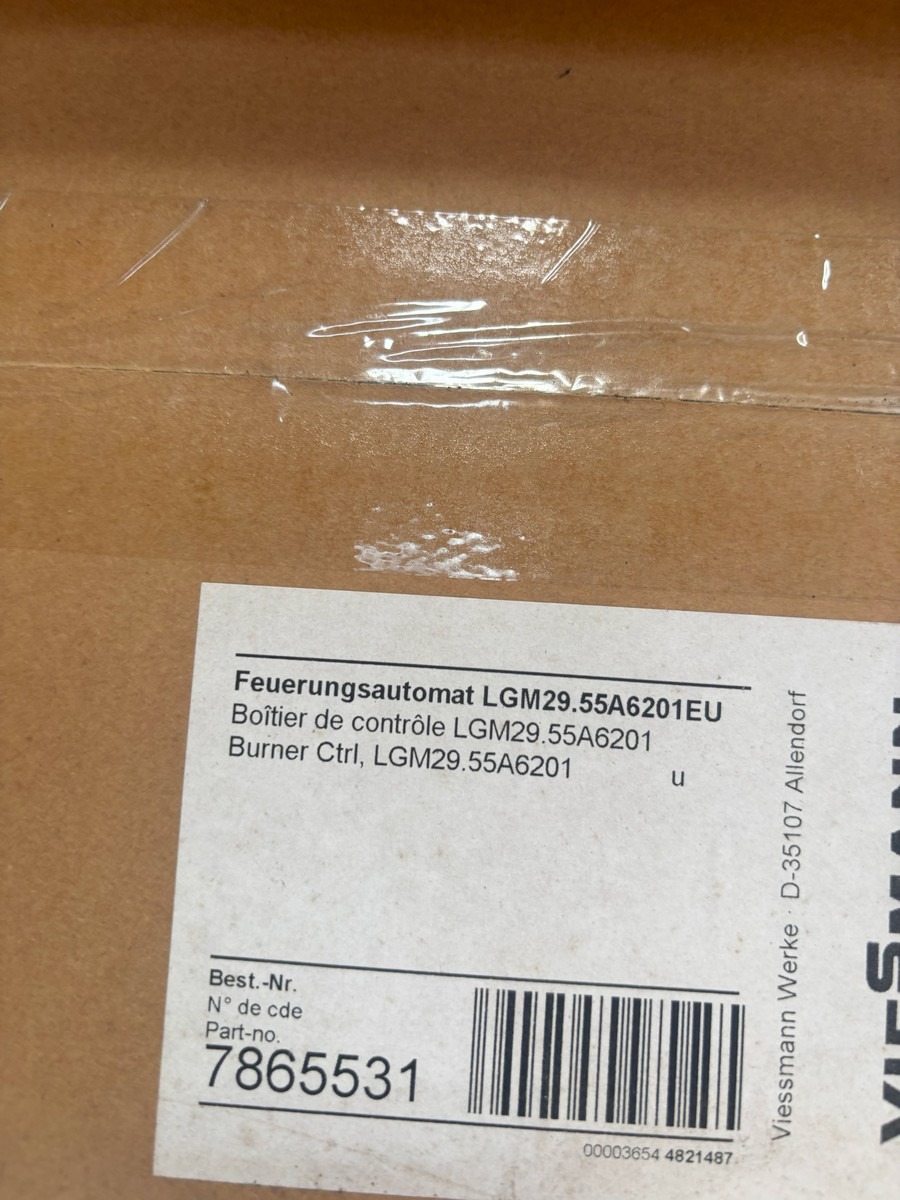 Feuerungsautomat LGM29.55A6201EU
Boîtier de contrôle LGM29.55A6201
Burner Ctrl, LGM29.55A6201
u
Best.-Nr.
N° de cde
Part-no.
7865531
00003654 4821487
Viessmann Werke · D-35107 Allendorf
VIESMANN